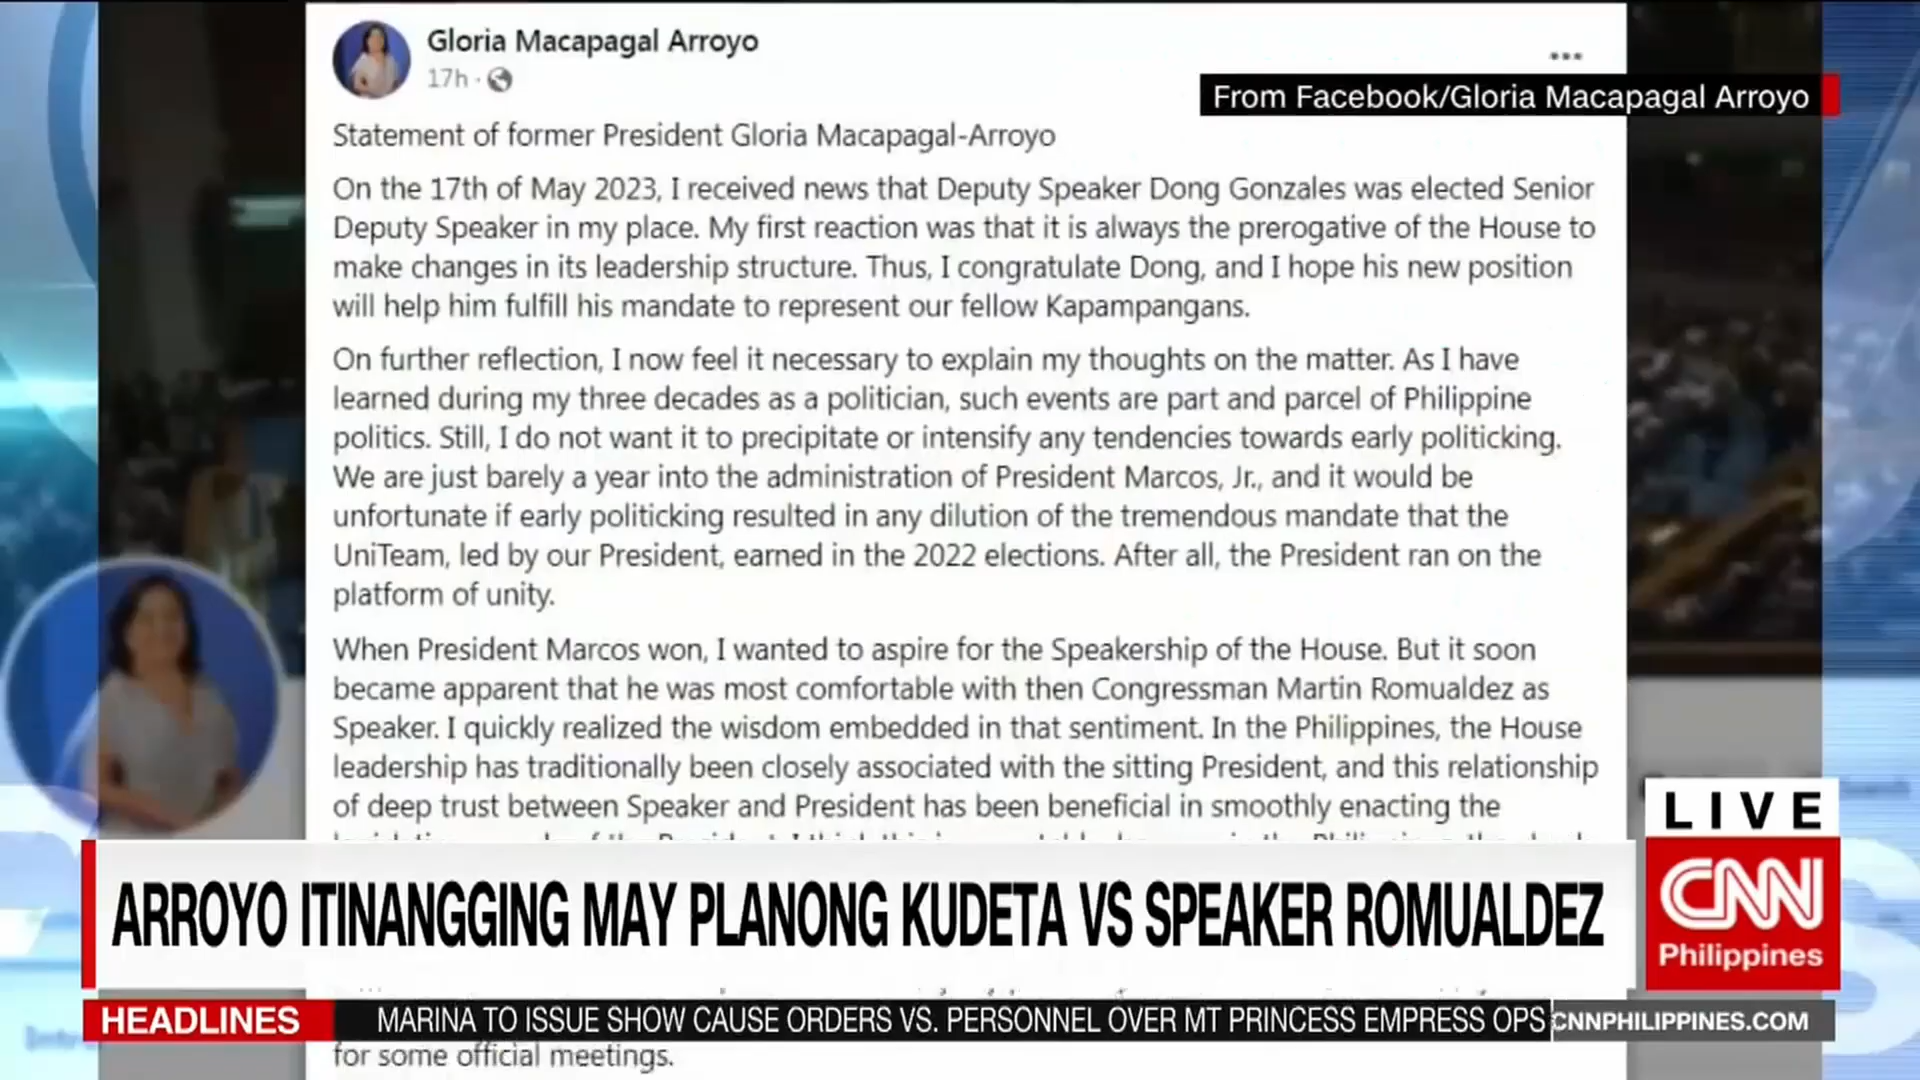 Gloria Macapagal Arroyo
17h
From Facebook/Gloria Macapagal Arroyo
Statement of former President Gloria Macapagal-Arroyo
On the 17th of May 2023, I received news that Deputy Speaker Dong Gonzales was elected Senior
Deputy Speaker in my place. My first reaction was that it is always the prerogative of the House to
make changes in its leadership structure. Thus, I congratulate Dong, and I hope his new position
will help him fulfill his mandate to represent our fellow Kapampangans.
On further reflection, I now feel it necessary to explain my thoughts on the matter. As I have
learned during my three decades as a politician, such events are part and parcel of Philippine
politics. Still, I do not want it to precipitate or intensify any tendencies towards early politicking.
We are just barely a year into the administration of President Marcos, Jr., and it would be
unfortunate if early politicking resulted in any dilution of the tremendous mandate that the
UniTeam, led by our President, earned in the 2022 elections. After all, the President ran on the
platform of unity.
When President Marcos won, I wanted to aspire for the Speakership of the House. But it soon
became apparent that he was most comfortable with then Congressman Martin Romualdez as
Speaker. I quickly realized the wisdom embedded in that sentiment. In the Philippines, the House
leadership has traditionally been closely associated with the sitting President, and this relationship
of deep trust between Speaker and President has been beneficial in smoothly enacting the
LIVE
CNN
Philippines
ARROYO ITINANGGING MAY PLANONG KUDETA VS SPEAKER ROMUALDEZ
HEADLINES
MARINA TO ISSUE SHOW CAUSE ORDERS VS. PERSONNEL OVER MT PRINCESS EMPRESS OPS
CNNPHILIPPINES.COM
for some official meetings.